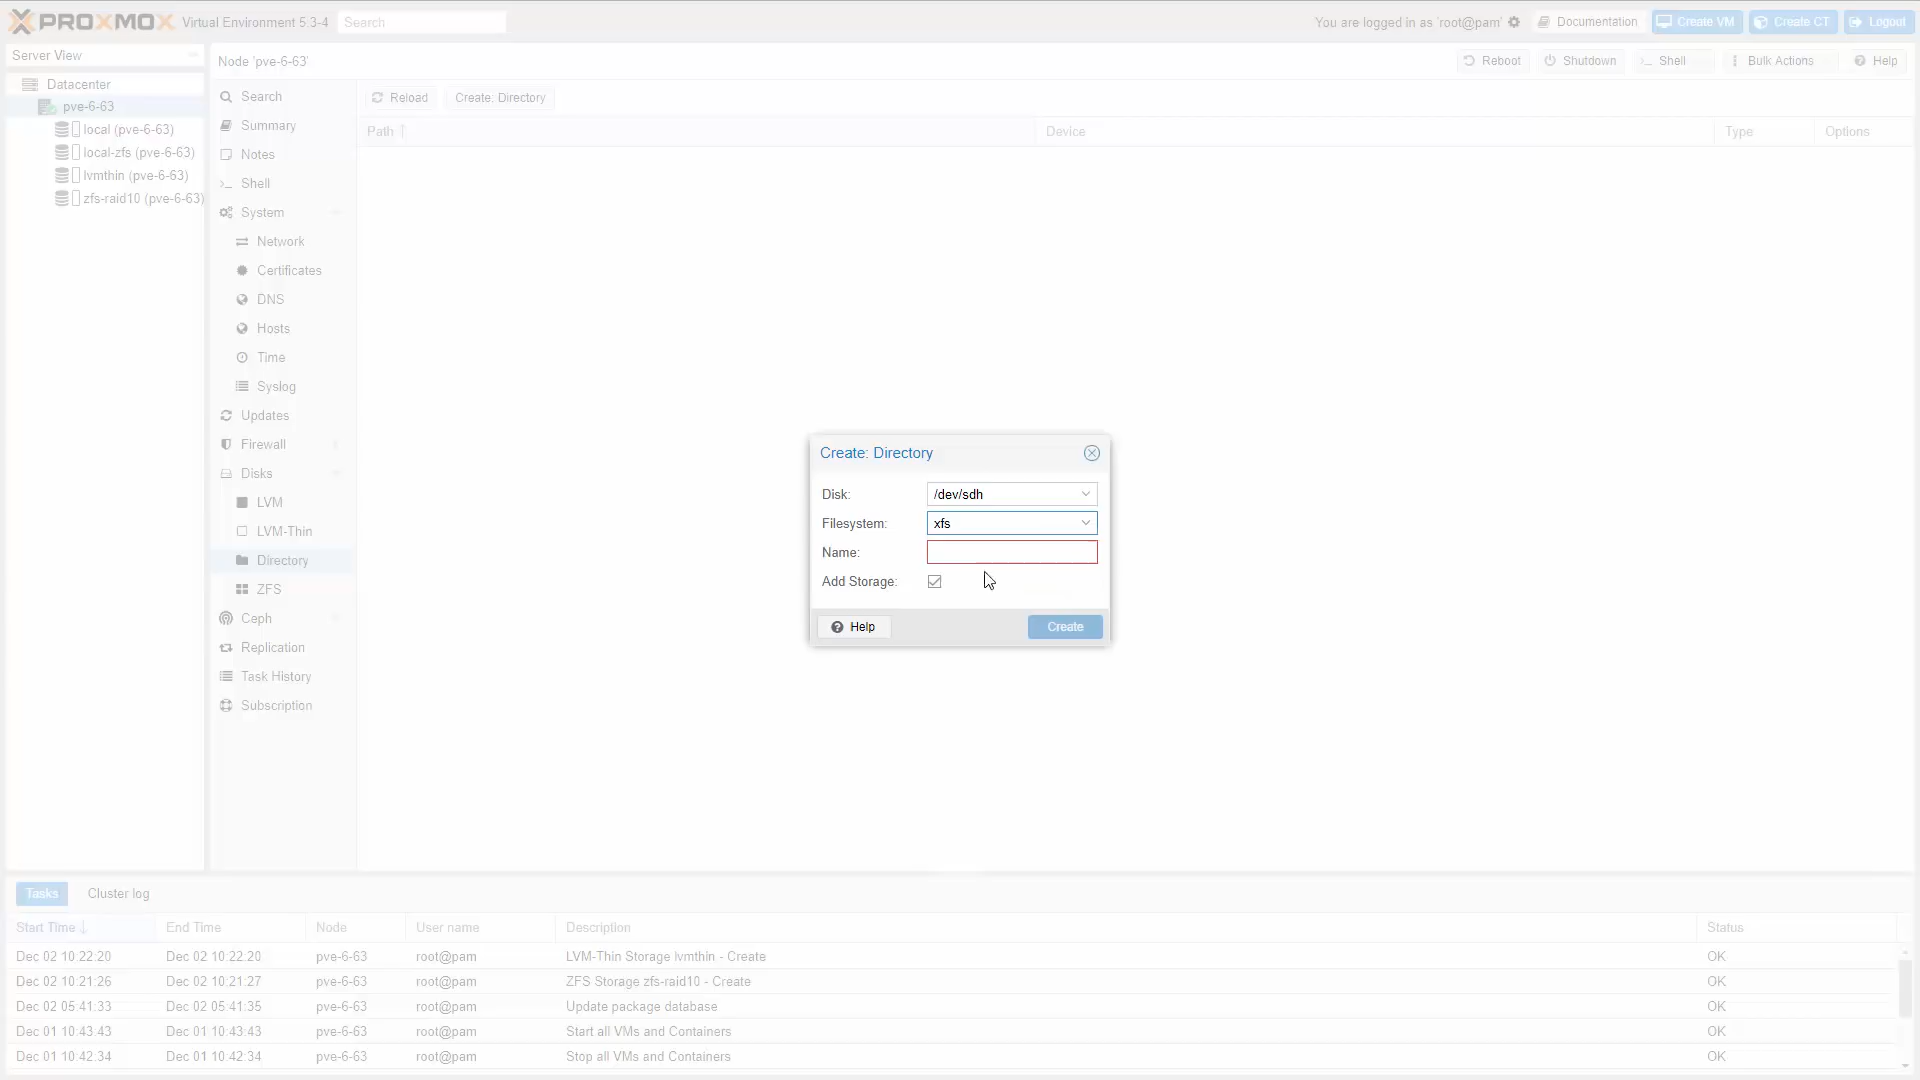 PROXMOX Virtual Environment 5.3-4 Search You are logged in as 'root@pam' Documentation Create VM Create CT Logout
Server View
Datacenter
pve-6-63
local (pve-6-63)
local-zfs (pve-6-63)
lvmthin (pve-6-63)
zfs-raid10 (pve-6-63)
Node 'pve-6-63' Reboot Shutdown Shell Bulk Actions Help
Search
Summary
Notes
Shell
System
Network
Certificates
DNS
Hosts
Time
Syslog
Updates
Firewall
Disks
LVM
LVM-Thin
Directory
ZFS
Ceph
Replication
Task History
Subscription
Reload Create: Directory
Path Device Type Options
Create: Directory
Disk: /dev/sdh
Filesystem: xfs
Name:
Add Storage:
Help Create
Tasks Cluster log
Start Time End Time Node User name Description Status
Dec 02 10:22:20 Dec 02 10:22:20 pve-6-63 root@pam LVM-Thin Storage lvmthin - Create OK
Dec 02 10:21:26 Dec 02 10:21:27 pve-6-63 root@pam ZFS Storage zfs-raid10 - Create OK
Dec 02 05:41:33 Dec 02 05:41:35 pve-6-63 root@pam Update package database OK
Dec 01 10:43:43 Dec 01 10:43:43 pve-6-63 root@pam Start all VMs and Containers OK
Dec 01 10:42:34 Dec 01 10:42:34 pve-6-63 root@pam Stop all VMs and Containers OK